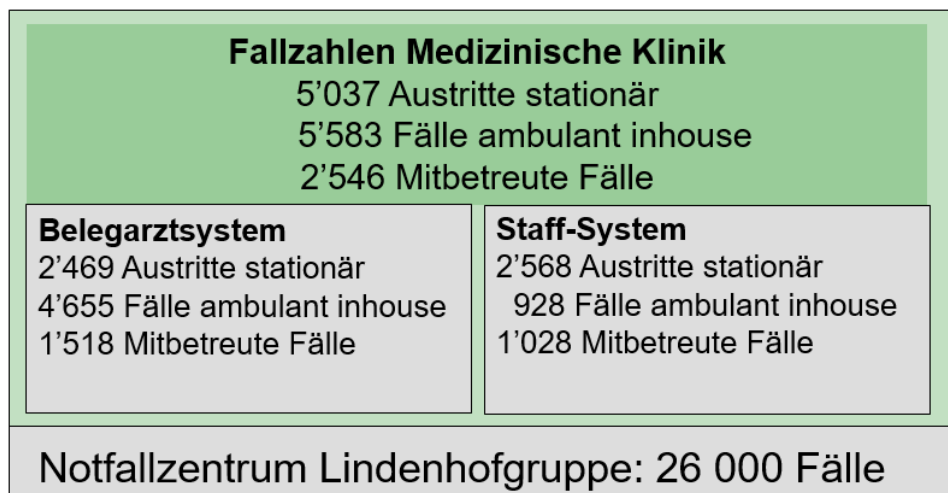 Fallzahlen Medizinische Klinik
5’037 Austritte stationär
5’583 Fälle ambulant inhouse
2’546 Mitbetreute Fälle
Belegarztsystem
2’469 Austritte stationär
4’655 Fälle ambulant inhouse
1’518 Mitbetreute Fälle
Staff-System
2’568 Austritte stationär
928 Fälle ambulant inhouse
1’028 Mitbetreute Fälle
Notfallzentrum Lindenhofgruppe: 26 000 Fälle